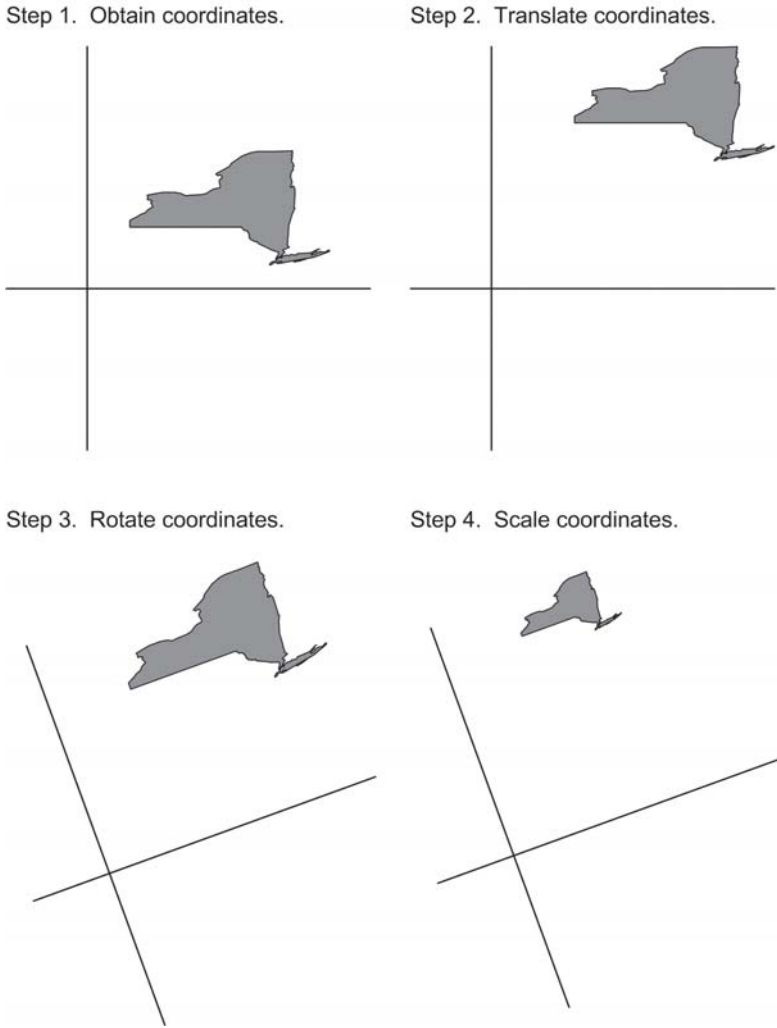 Step 1. Obtain coordinates.
Step 2. Translate coordinates.
Step 3. Rotate coordinates.
Step 4. Scale coordinates.